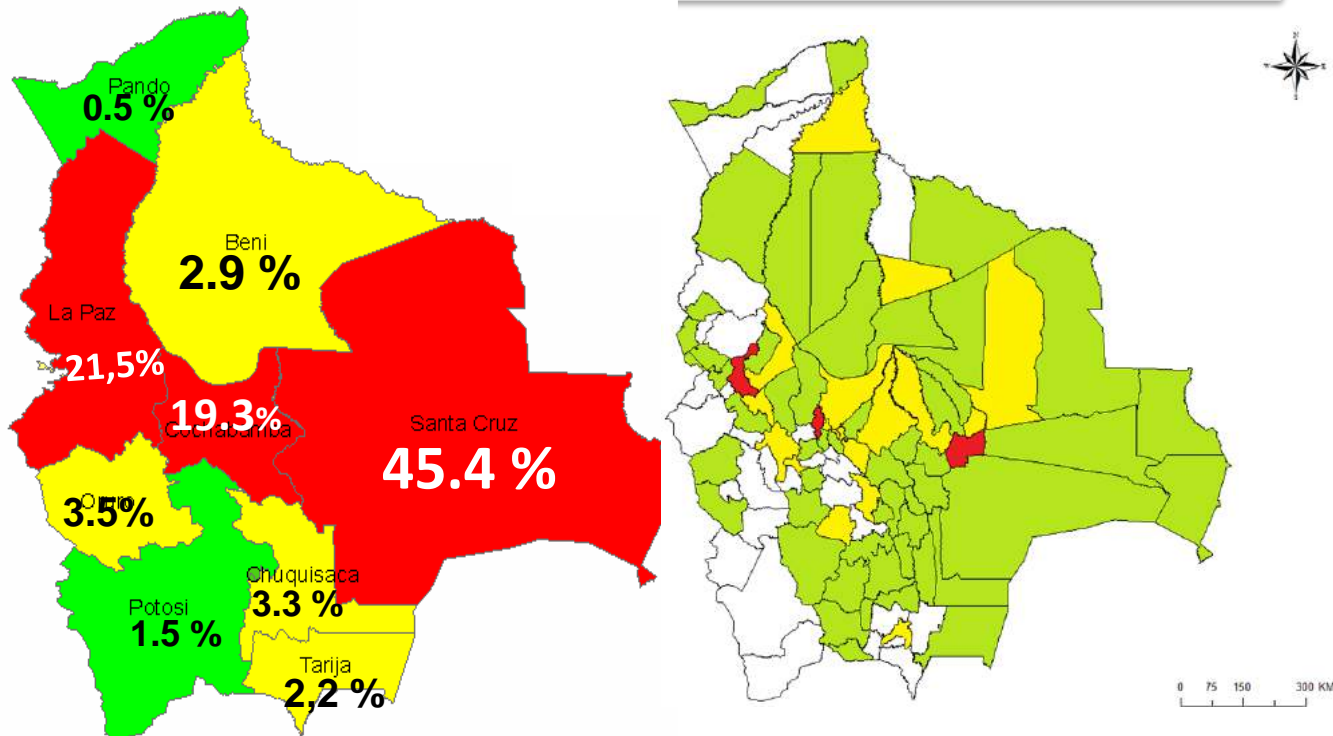 Pando
0.5 %
Beni
2.9 %
La Paz
21,5%
19.3%
Cochabamba
Santa Cruz
45.4 %
Oruro
3.5%
Chuquisaca
3.3 %
Potosi
1.5 %
Tarija
2,2 %
N
S
0 75 150 300 KM